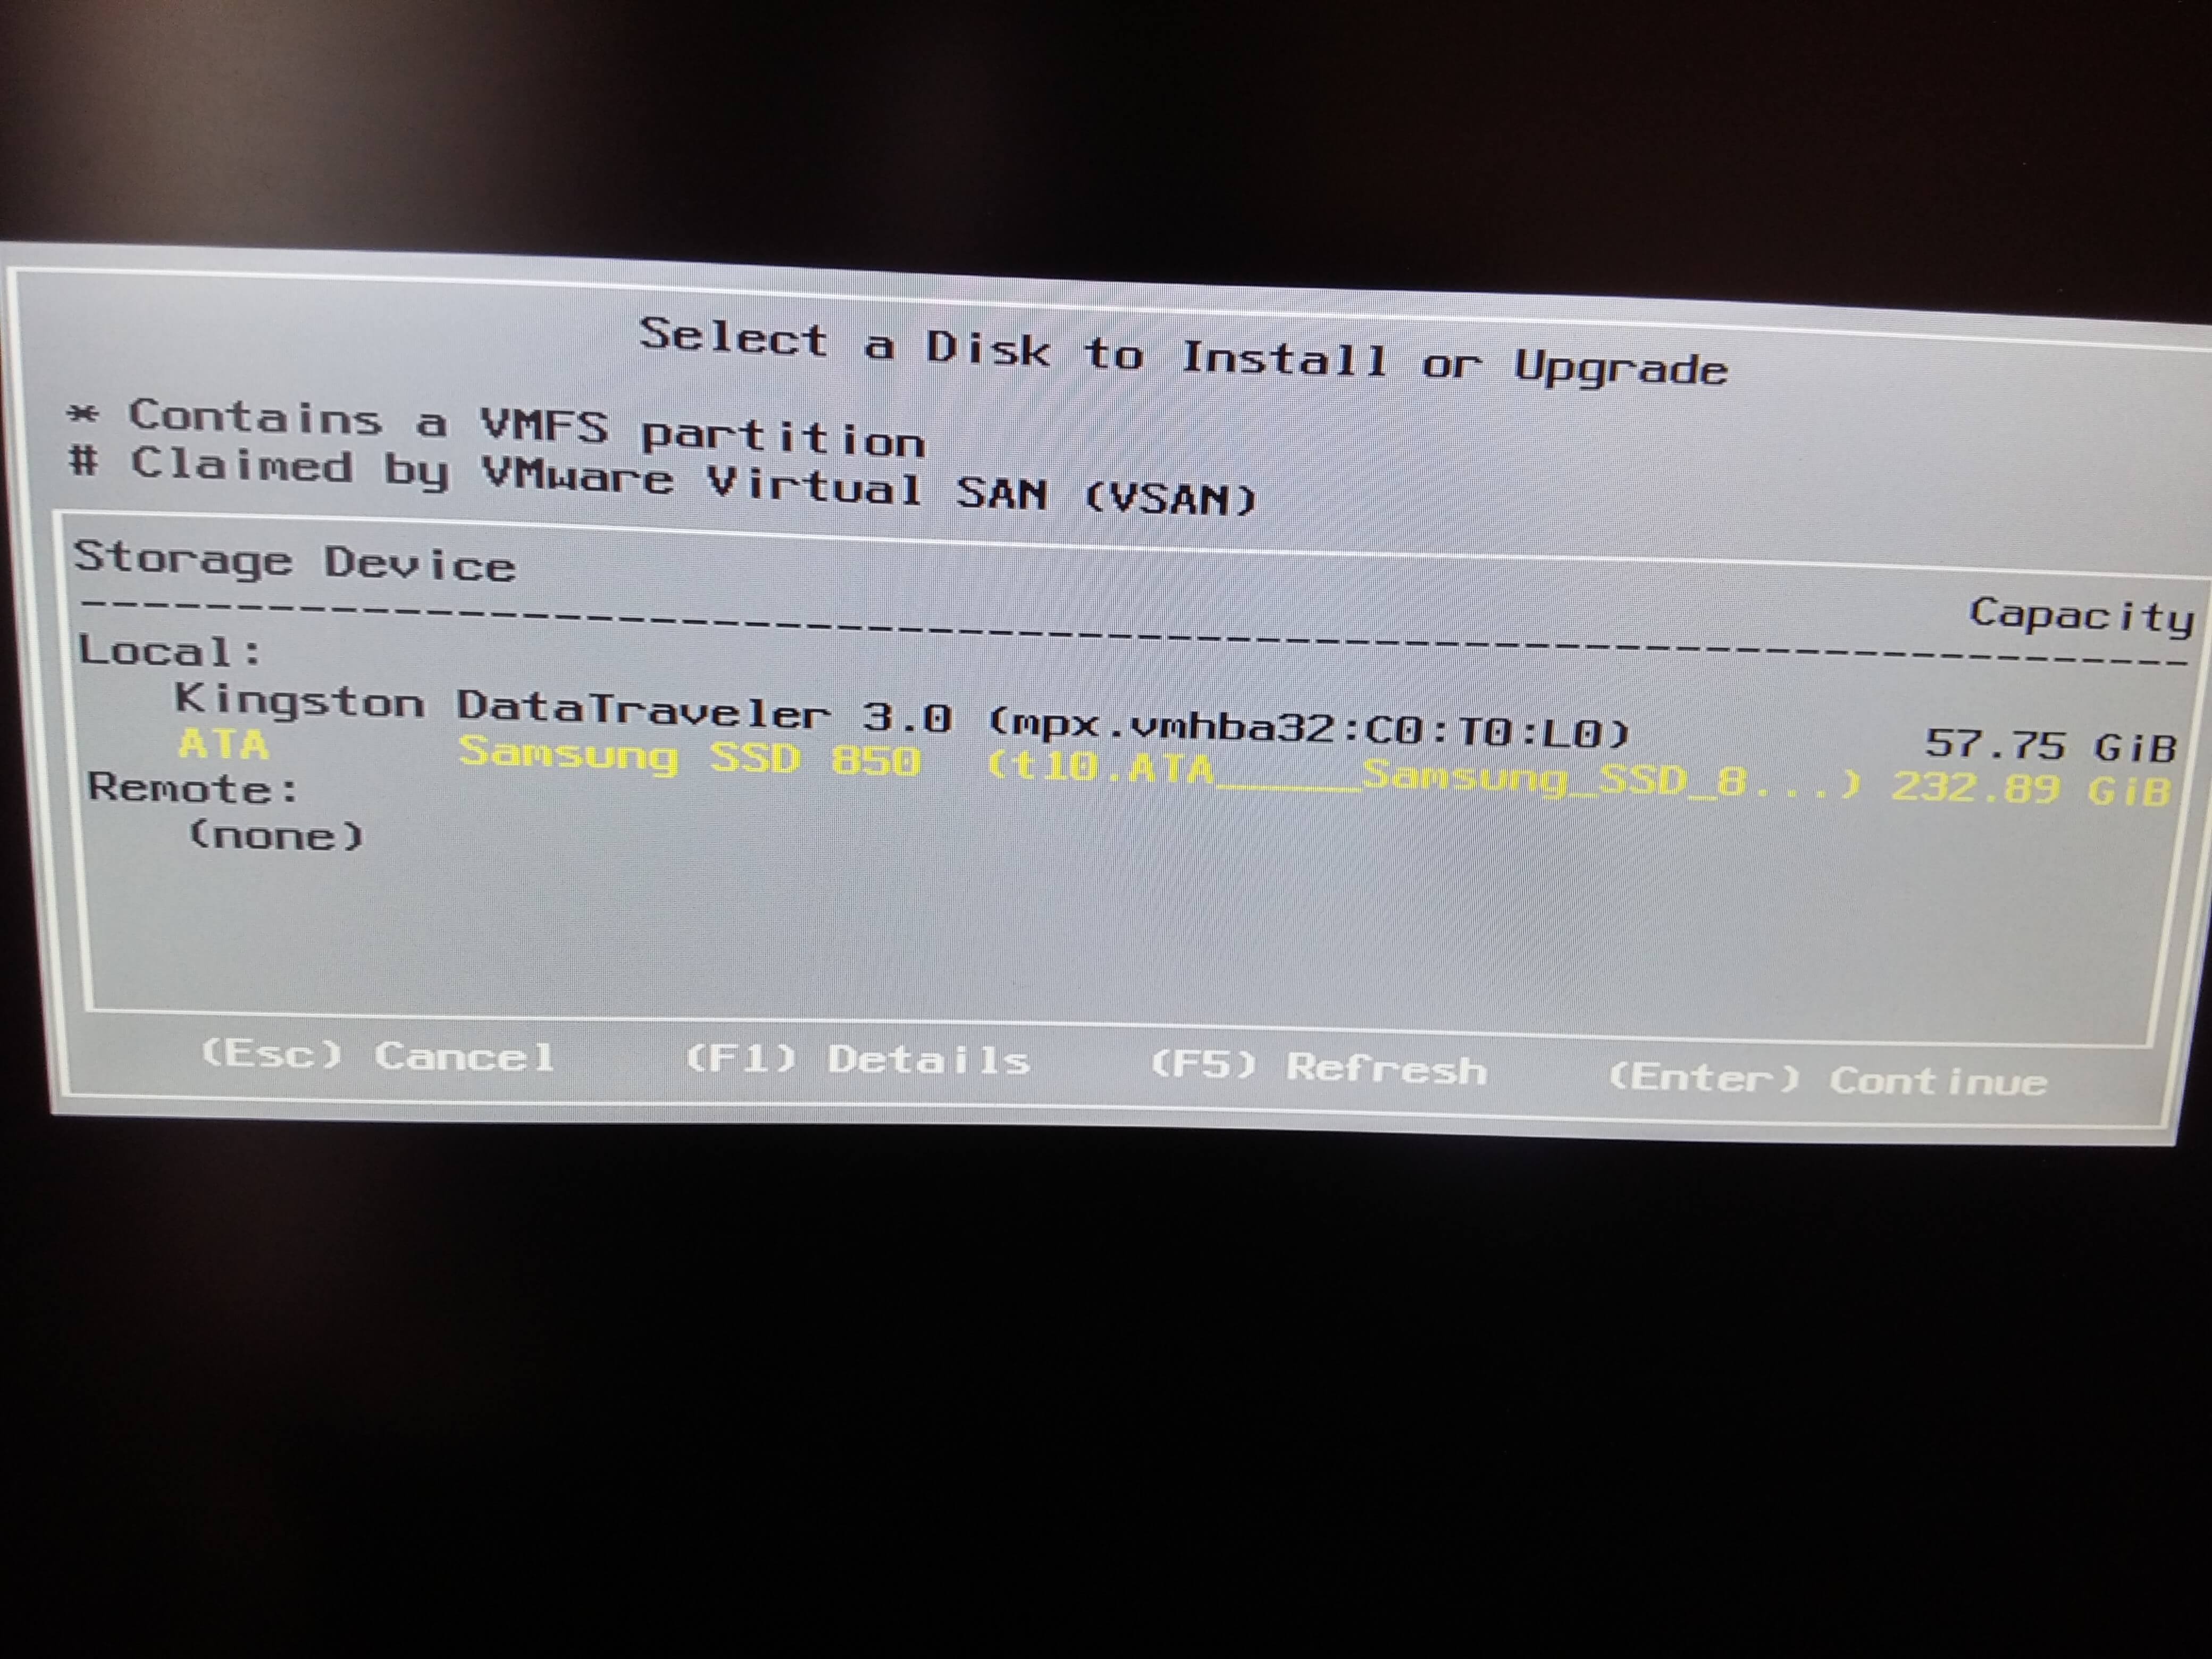 Select a Disk to Install or Upgrade
* Contains a VMFS partition
# Claimed by VMware Virtual SAN (VSAN)
Storage Device Capacity
--------------------------------------------------------------------
Local:
Kingston DataTraveler 3.0 (mpx.vmhba32:C0:T0:L0) 57.75 GiB
ATA Samsung SSD 850 (t10.ATA_____Samsung_SSD_8...) 232.89 GiB
Remote:
(none)
(Esc) Cancel (F1) Details (F5) Refresh (Enter) Continue